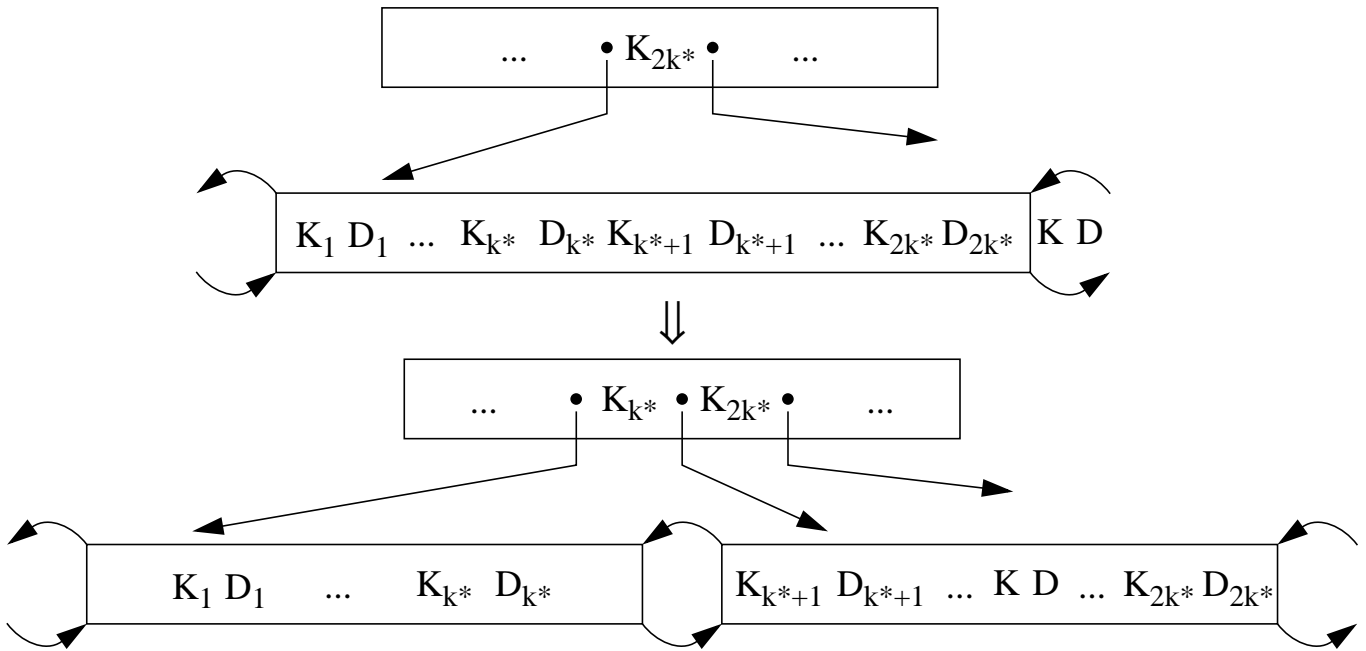 ... • K₂ₖ* • ...
K₁ D₁ ... Kₖ* Dₖ* Kₖ*₊₁ Dₖ*₊₁ ... K₂ₖ* D₂ₖ* K D
⇓
... • Kₖ* • K₂ₖ* • ...
K₁ D₁ ... Kₖ* Dₖ* Kₖ*₊₁ Dₖ*₊₁ ... K D ... K₂ₖ* D₂ₖ*